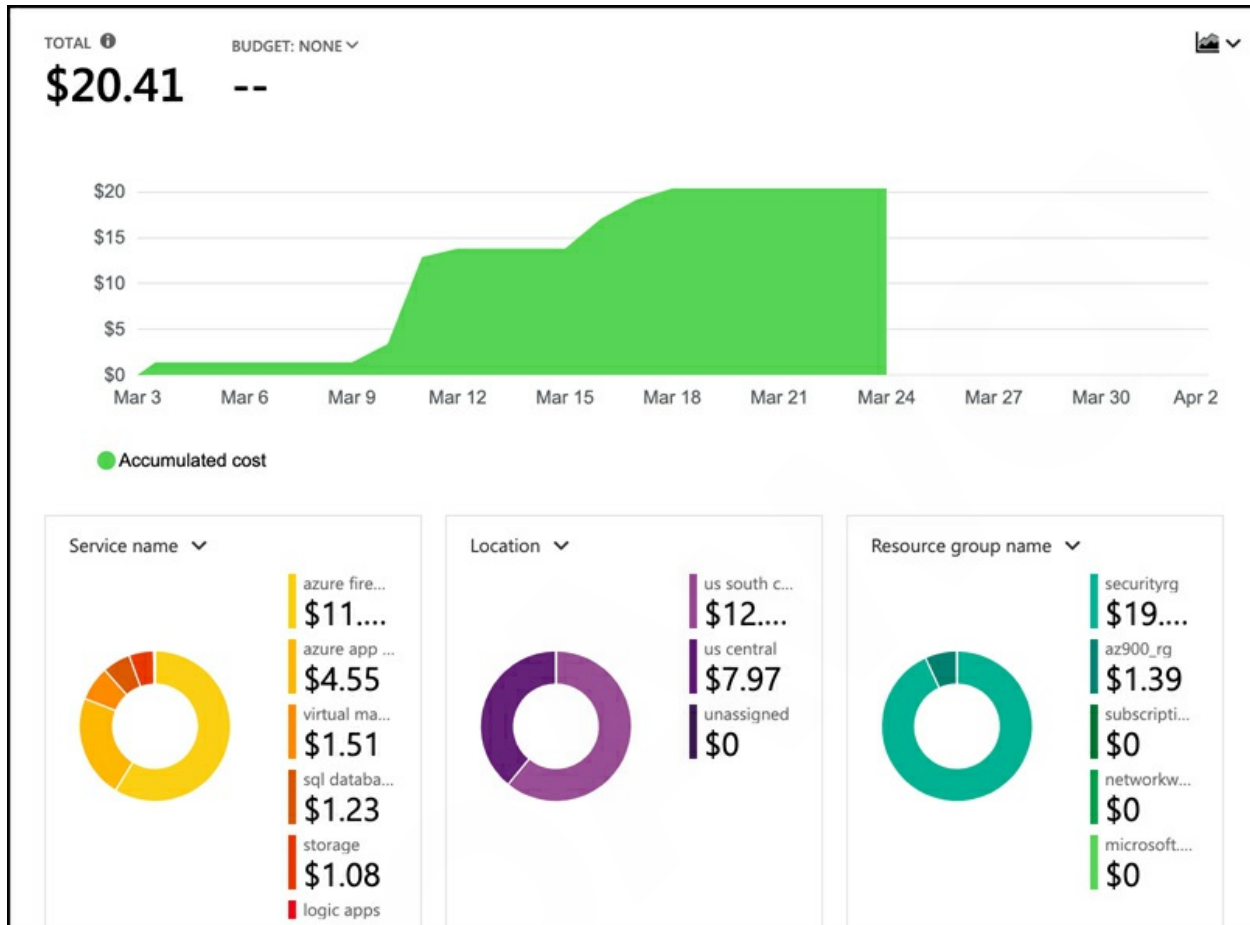 TOTAL
BUDGET: NONE
$20.41
--
$20
$15
$10
$5
$0
Mar 3 Mar 6 Mar 9 Mar 12 Mar 15 Mar 18 Mar 21 Mar 24 Mar 27 Mar 30 Apr 2
Accumulated cost
Service name
azure fire...
$11....
azure app ...
$4.55
virtual ma...
$1.51
sql databa...
$1.23
storage
$1.08
logic apps
Location
us south c...
$12....
us central
$7.97
unassigned
$0
Resource group name
securityrg
$19....
az900_rg
$1.39
subscripti...
$0
networkw...
$0
microsoft....
$0